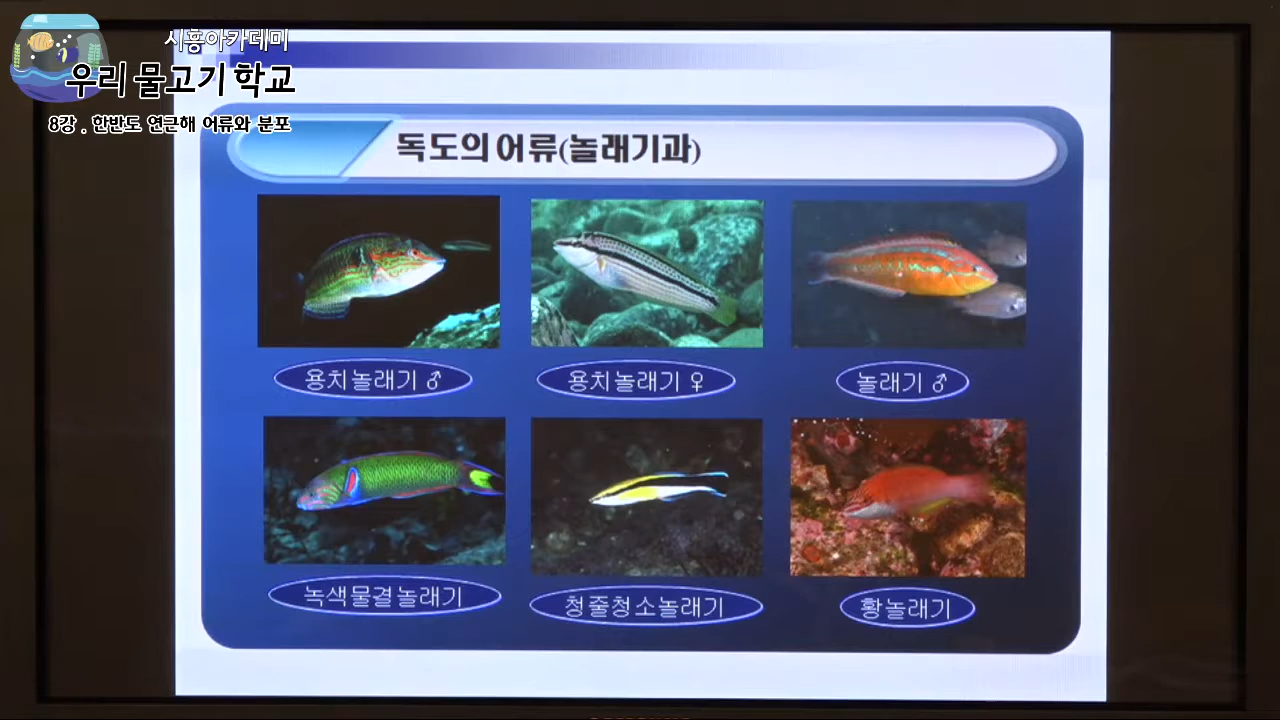 시흥아카데미
우리 물고기 학교
8강 . 한반도 연근해 어류와 분포
독도의 어류(놀래기과)
용치놀래기 ♂
용치놀래기 ♀
놀래기 ♂
녹색물결놀래기
청줄청소놀래기
황놀래기